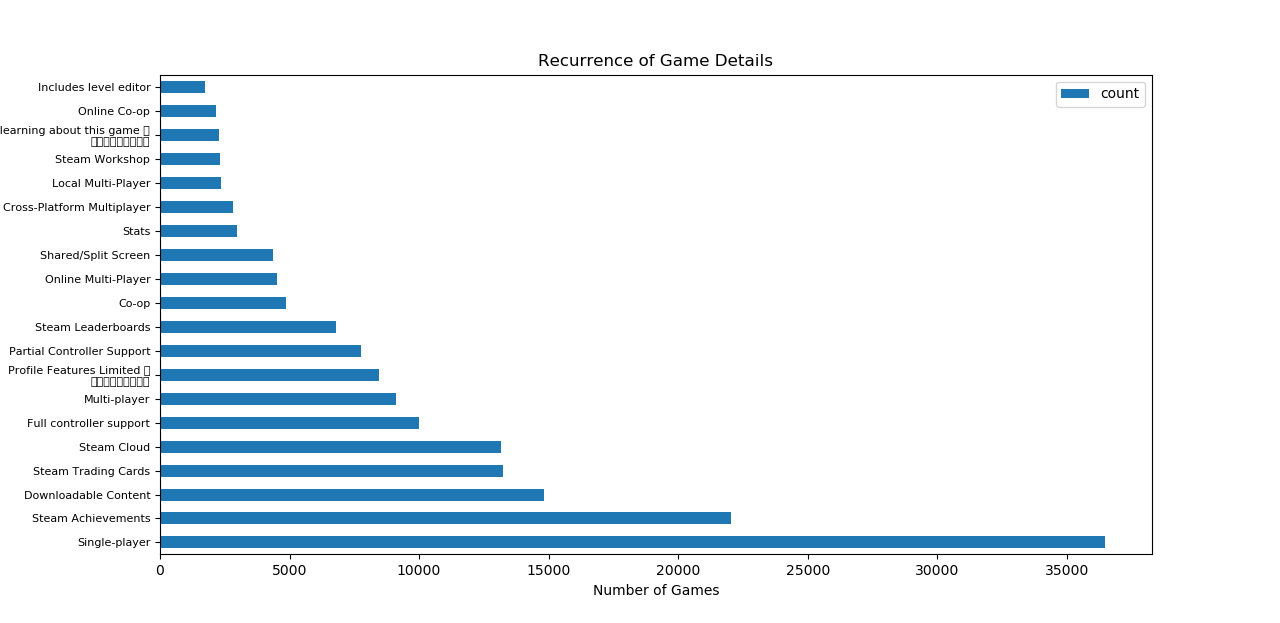 Recurrence of Game Details
count
Includes level editor
Online Co-op
learning about this game
Steam Workshop
Local Multi-Player
Cross-Platform Multiplayer
Stats
Shared/Split Screen
Online Multi-Player
Co-op
Steam Leaderboards
Partial Controller Support
Profile Features Limited
Multi-player
Full controller support
Steam Cloud
Steam Trading Cards
Downloadable Content
Steam Achievements
Single-player
0 5000 10000 15000 20000 25000 30000 35000
Number of Games